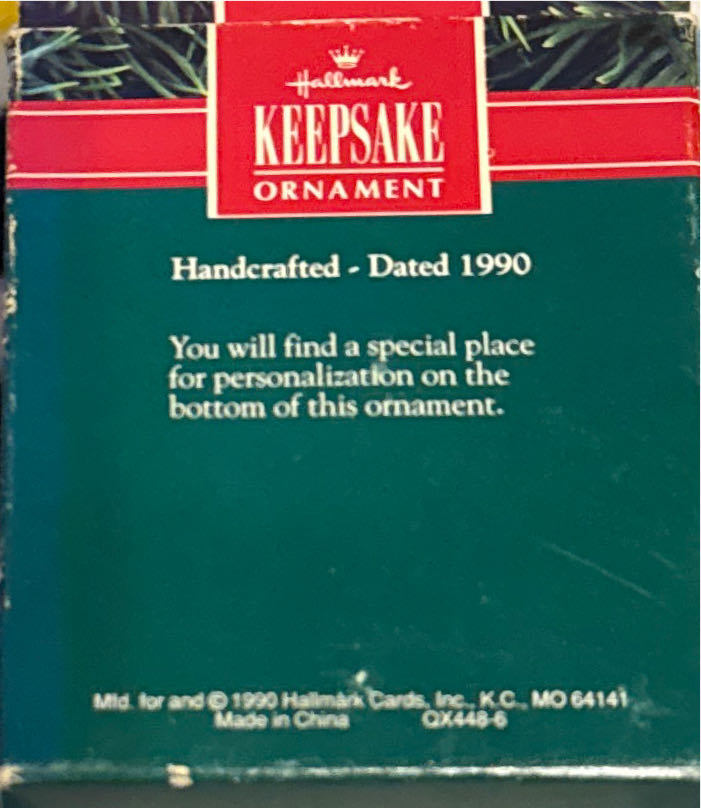 Hallmark
KEEPSAKE
ORNAMENT
Handcrafted - Dated 1990
You will find a special place
for personalization on the
bottom of this ornament.
Mfd. for and © 1990 Hallmark Cards, Inc., K.C., MO 64141
Made in China QX448-6